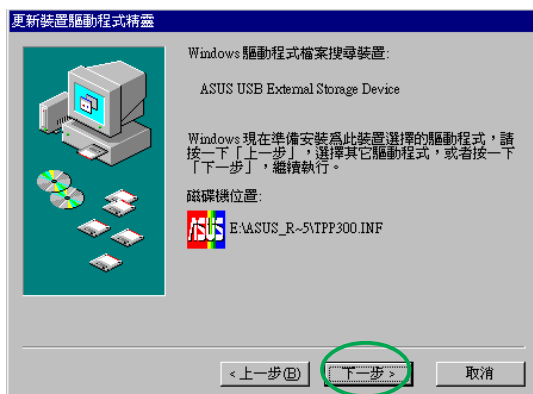 更新裝置驅動程式精靈
Windows 驅動程式檔案搜尋裝置:
ASUS USB External Storage Device
Windows 現在準備安裝為此裝置選擇的驅動程式，請
按一下「上一步」，選擇其它驅動程式，或者按一下
「下一步」，繼續執行。
磁碟機位置:
ASUS E:\ASUS_R~5\TPP300.INF
<上一步(B) 下一步> 取消